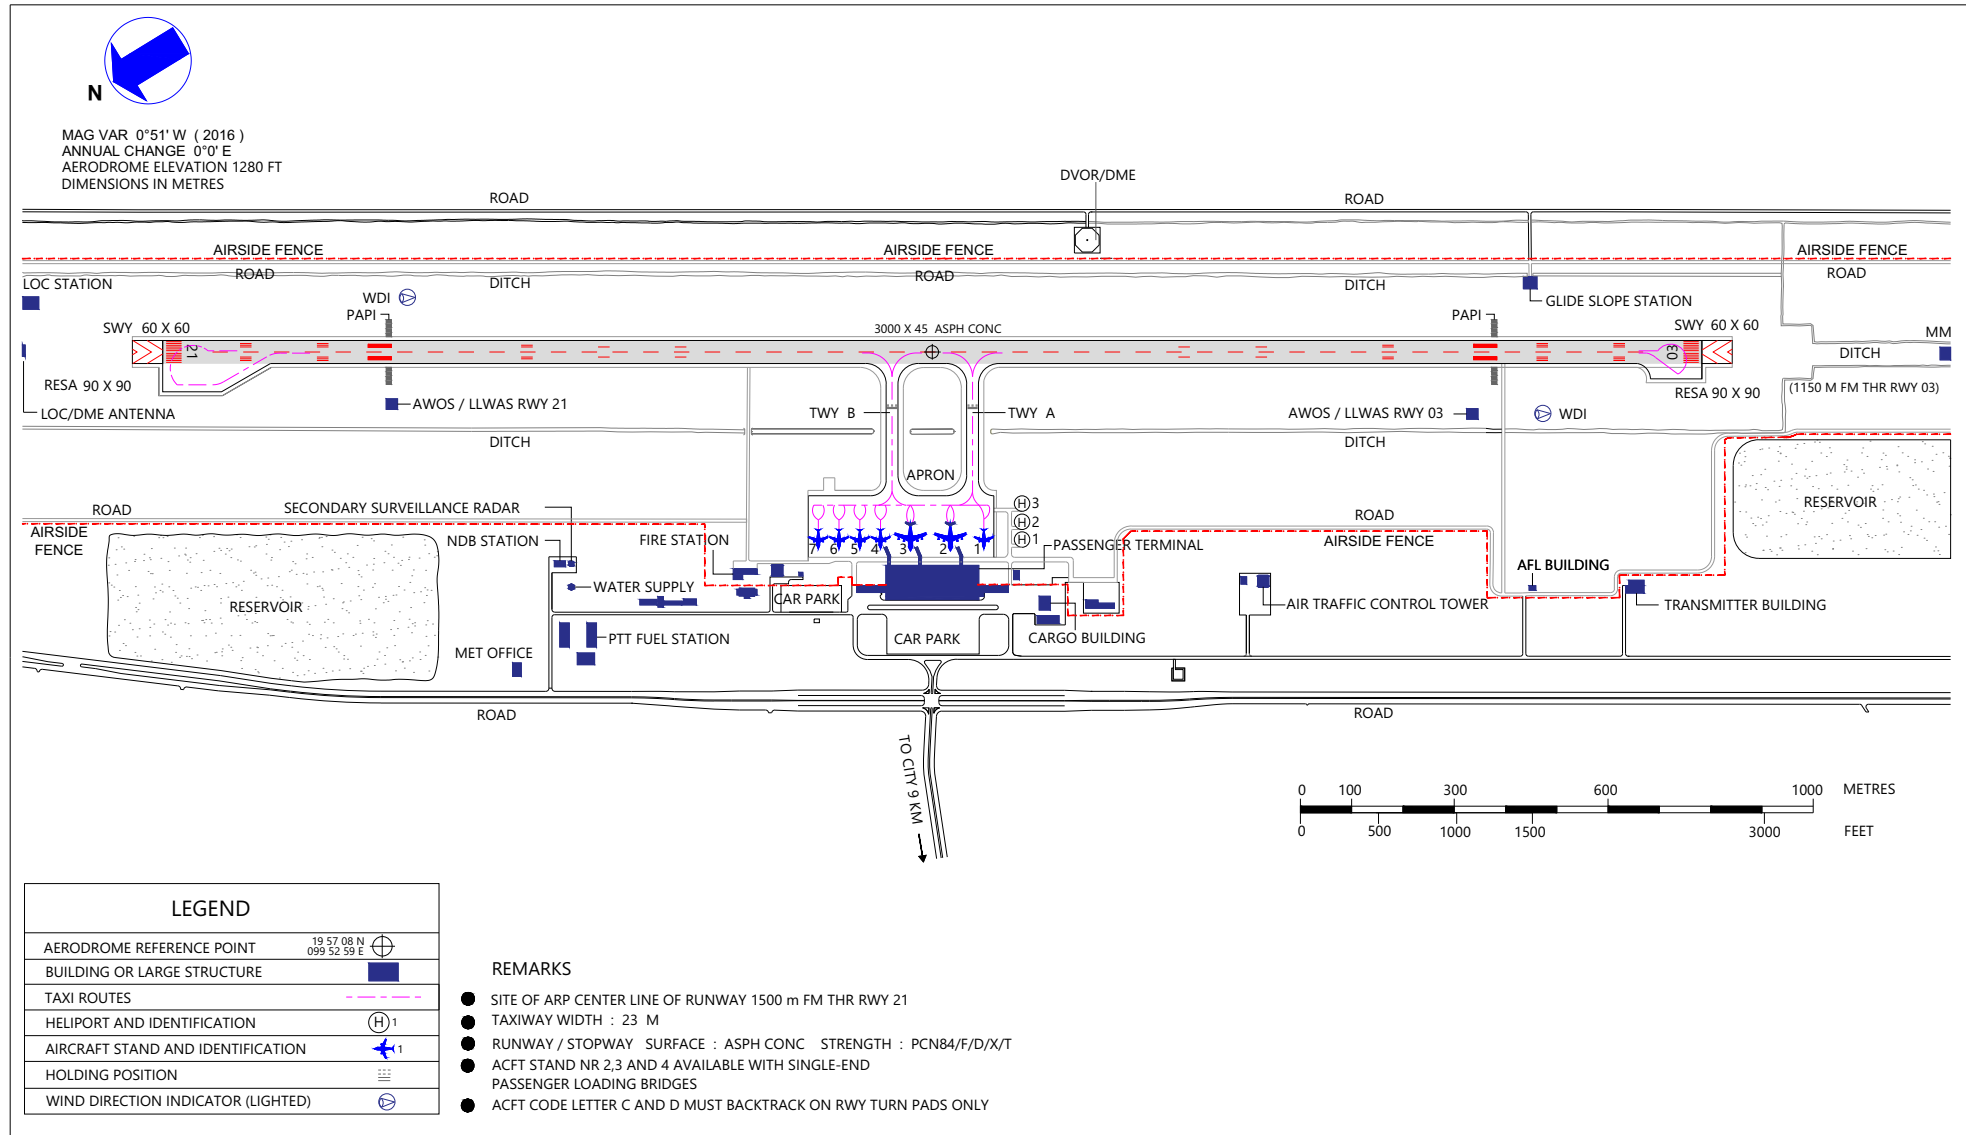 N
MAG VAR 0°51' W ( 2016 )
ANNUAL CHANGE 0°0' E
AERODROME ELEVATION 1280 FT
DIMENSIONS IN METRES
DVOR/DME
ROAD
ROAD
AIRSIDE FENCE
AIRSIDE FENCE
AIRSIDE FENCE
ROAD
ROAD
ROAD
LOC STATION
DITCH
DITCH
WDI
PAPI
GLIDE SLOPE STATION
PAPI
SWY 60 X 60
3000 X 45 ASPH CONC
SWY 60 X 60
MM
21
03
DITCH
RESA 90 X 90
RESA 90 X 90
(1150 M FM THR RWY 03)
LOC/DME ANTENNA
AWOS / LLWAS RWY 21
TWY B
TWY A
AWOS / LLWAS RWY 03
WDI
DITCH
DITCH
APRON
RESERVOIR
ROAD
SECONDARY SURVEILLANCE RADAR
H 3
H 2
H 1
ROAD
AIRSIDE
FENCE
NDB STATION
FIRE STATION
7 6 5 4 3 2 1
PASSENGER TERMINAL
AIRSIDE FENCE
AFL BUILDING
WATER SUPPLY
CAR PARK
RESERVOIR
AIR TRAFFIC CONTROL TOWER
TRANSMITTER BUILDING
PTT FUEL STATION
CAR PARK
CARGO BUILDING
MET OFFICE
ROAD
ROAD
TO CITY 9 KM
0 100 300 600 1000 METRES
0 500 1000 1500 3000 FEET
LEGEND
AERODROME REFERENCE POINT
19 57 08 N
099 52 59 E
BUILDING OR LARGE STRUCTURE
TAXI ROUTES
HELIPORT AND IDENTIFICATION H 1
AIRCRAFT STAND AND IDENTIFICATION 1
HOLDING POSITION
WIND DIRECTION INDICATOR (LIGHTED)
REMARKS
● SITE OF ARP CENTER LINE OF RUNWAY 1500 m FM THR RWY 21
● TAXIWAY WIDTH : 23 M
● RUNWAY / STOPWAY SURFACE : ASPH CONC STRENGTH : PCN84/F/D/X/T
● ACFT STAND NR 2,3 AND 4 AVAILABLE WITH SINGLE-END
PASSENGER LOADING BRIDGES
● ACFT CODE LETTER C AND D MUST BACKTRACK ON RWY TURN PADS ONLY